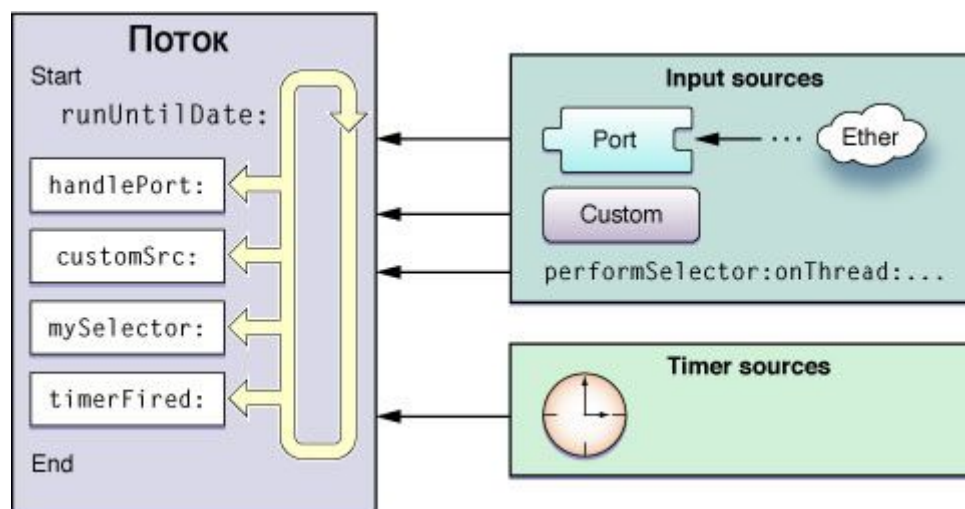 Поток
Start
runUntilDate:
handlePort:
customSrc:
mySelector:
timerFired:
End
Input sources
Port
...
Ether
Custom
performSelector:onThread:...
Timer sources